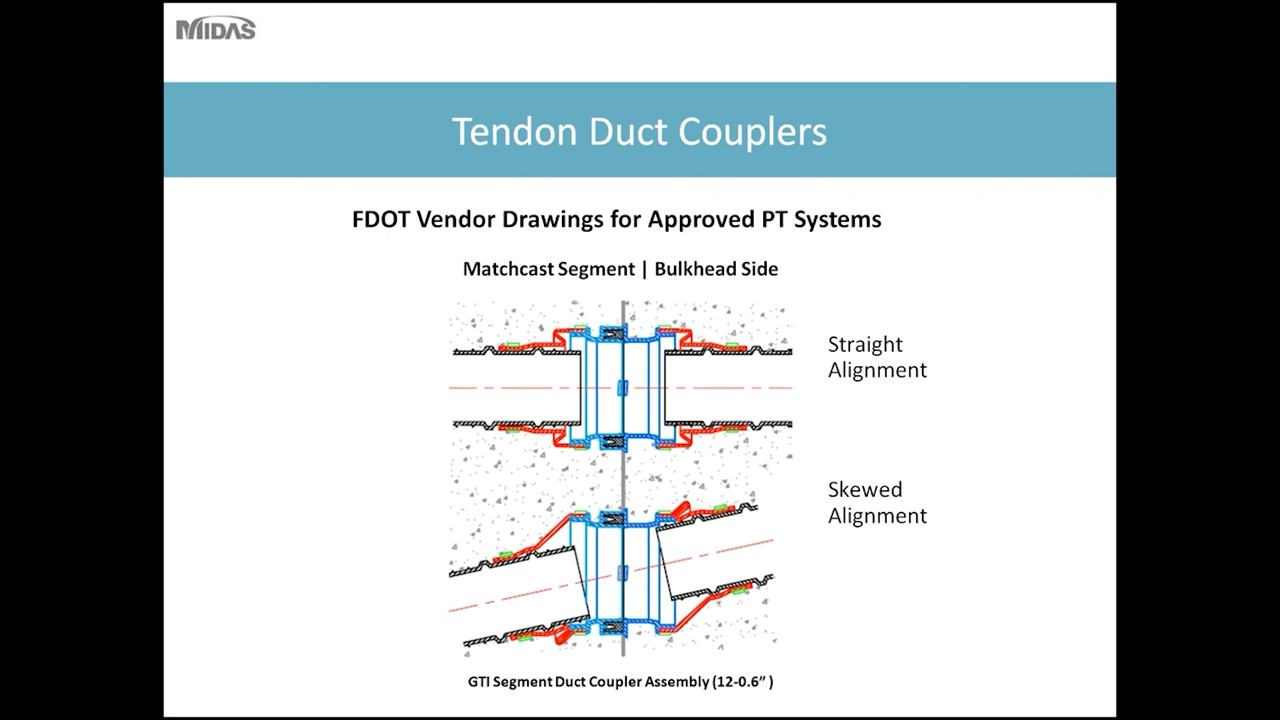 MIDAS
Tendon Duct Couplers
FDOT Vendor Drawings for Approved PT Systems
Matchcast Segment | Bulkhead Side
Straight
Alignment
Skewed
Alignment
GTI Segment Duct Coupler Assembly (12-0.6” )